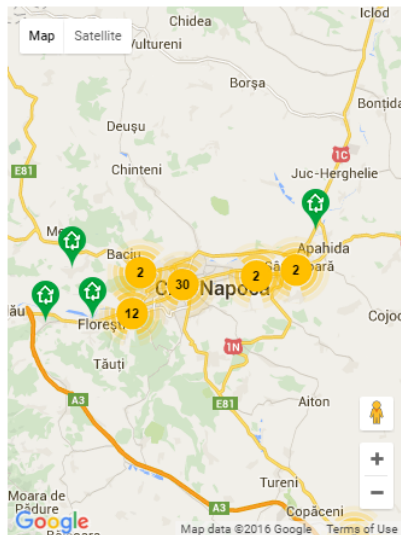 Iclod
Chidea
Map Satellite
Vultureni
Borșa
Bonțida
Deușu
1C
E81
Chinteni
Juc-Herghelie
Baciu
Apahida
2
2
2
30
Napoca
12
Florești
Cojoc
1N
Tăuți
A3
E81
Aiton
Tureni
Moara de
Pădure
A3
Copăceni
Google
Map data ©2016 Google Terms of Use